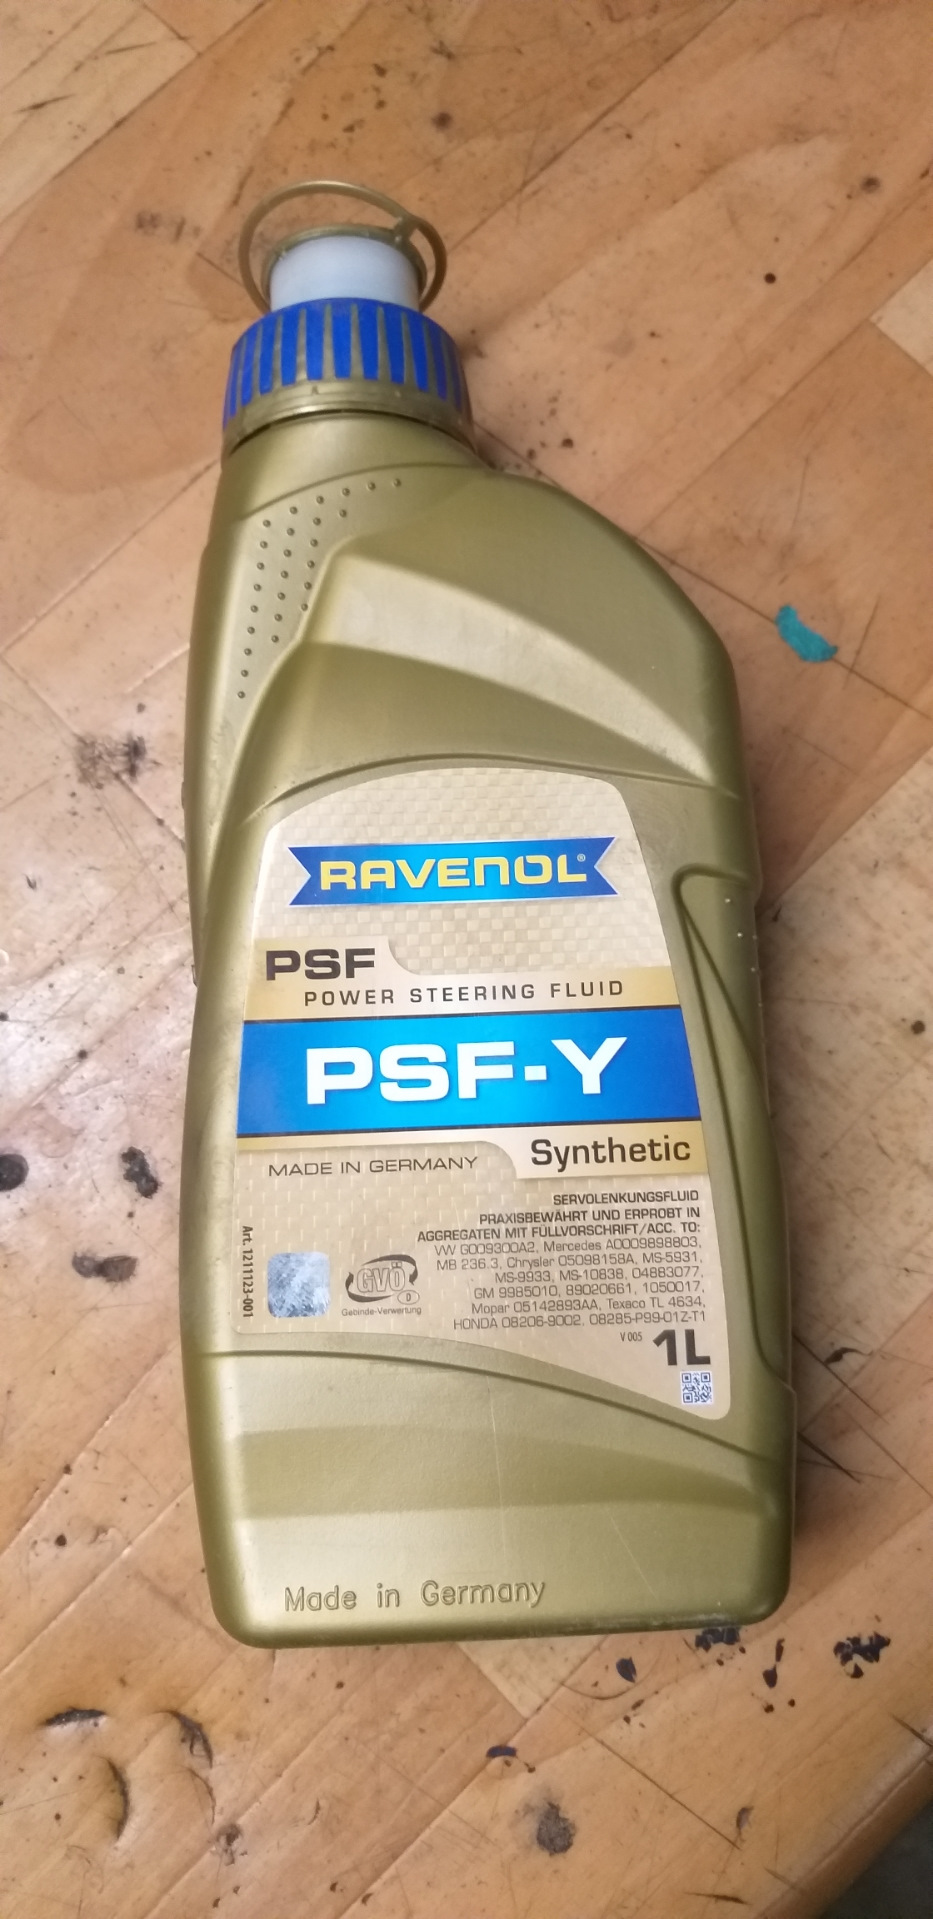 RAVENOL®
PSF
POWER STEERING FLUID
PSF-Y
Synthetic
MADE IN GERMANY
SERVOLENKUNGSFLUID
PRAXISBEWÄHRT UND ERPROBT IN
AGGREGATEN MIT FÜLLVORSCHRIFT/ACC. TO:
VW G009300A2, Mercedes A0009898803,
MB 236.3, Chrysler 05098158A, MS-5931,
MS-9933, MS-10838, 04883077,
GM 9985010, 89020661, 1050017,
Mopar 05142893AA, Texaco TL 4634,
HONDA 08206-9002, 08285-P99-01Z-T1
Art. 1211123-001
GVÖ
D
Gebinde-Verwertung
V 005
1L
Made in Germany